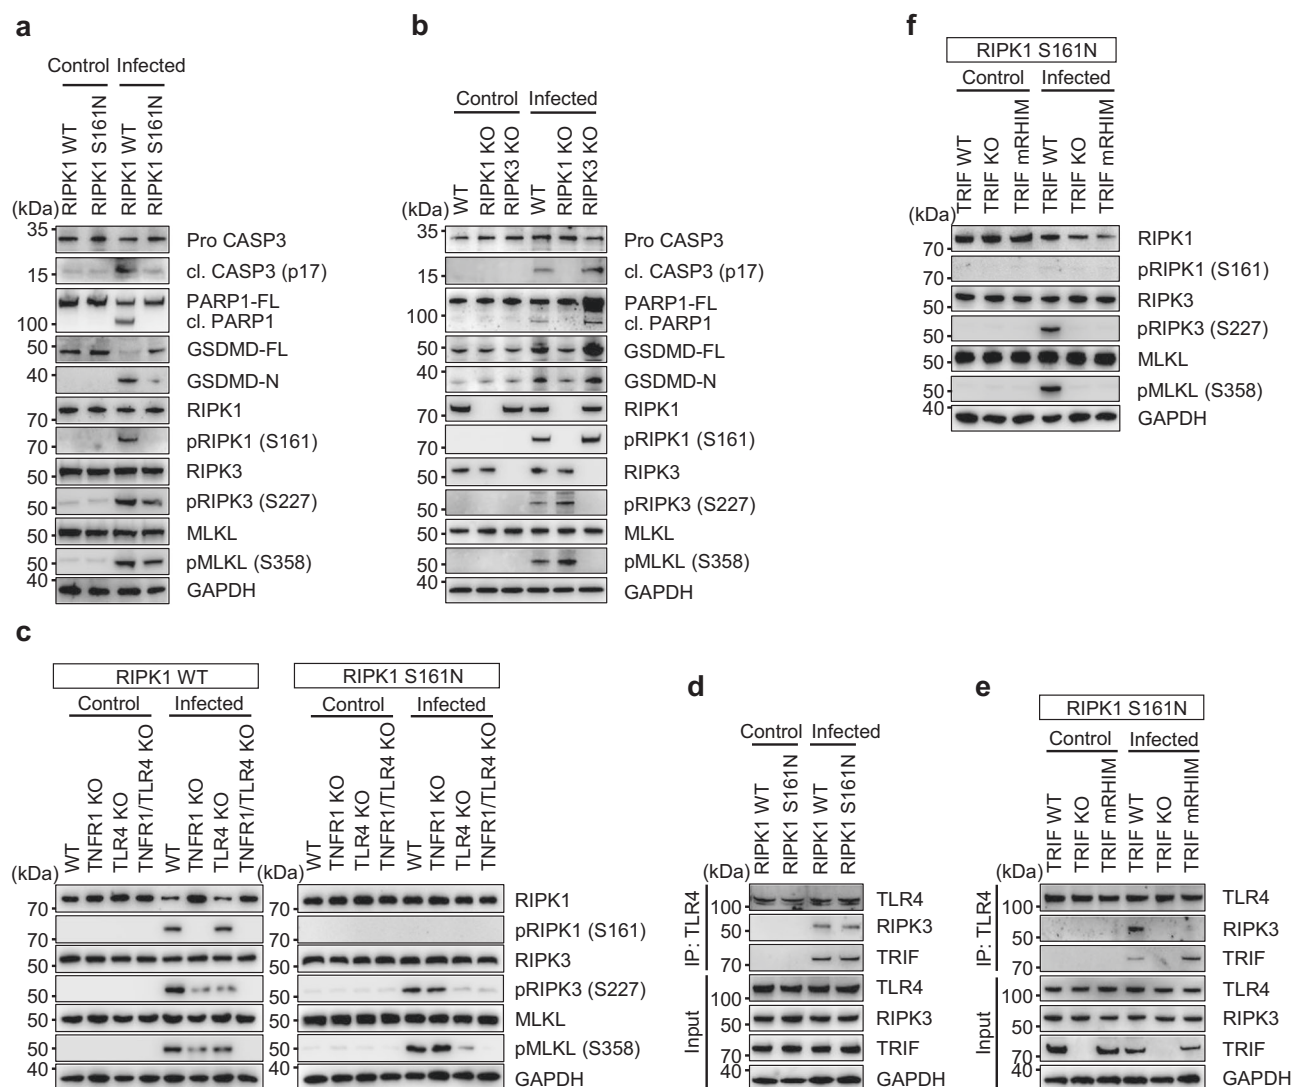 a
Control Infected
RIPK1 WT
RIPK1 S161N
RIPK1 WT
RIPK1 S161N
(kDa)
35
Pro CASP3
15
cl. CASP3 (p17)
PARP1-FL
100
cl. PARP1
50
GSDMD-FL
40
GSDMD-N
RIPK1
70
pRIPK1 (S161)
70
RIPK3
50
pRIPK3 (S227)
50
MLKL
50
pMLKL (S358)
50
40
GAPDH
b
Control Infected
WT
RIPK1 KO
RIPK3 KO
WT
RIPK1 KO
RIPK3 KO
(kDa)
35
Pro CASP3
15
cl. CASP3 (p17)
PARP1-FL
100
cl. PARP1
50
GSDMD-FL
40
GSDMD-N
RIPK1
70
pRIPK1 (S161)
70
RIPK3
50
pRIPK3 (S227)
50
MLKL
50
pMLKL (S358)
50
40
GAPDH
f
RIPK1 S161N
Control Infected
TRIF WT
TRIF KO
TRIF mRHIM
TRIF WT
TRIF KO
TRIF mRHIM
(kDa)
RIPK1
70
pRIPK1 (S161)
70
RIPK3
50
pRIPK3 (S227)
50
MLKL
50
pMLKL (S358)
50
40
GAPDH
c
RIPK1 WT
Control Infected
WT
TNFR1 KO
TLR4 KO
TNFR1/TLR4 KO
WT
TNFR1 KO
TLR4 KO
TNFR1/TLR4 KO
(kDa)
70
70
50
50
50
50
40
RIPK1 S161N
Control Infected
WT
TNFR1 KO
TLR4 KO
TNFR1/TLR4 KO
WT
TNFR1 KO
TLR4 KO
TNFR1/TLR4 KO
(kDa)
RIPK1
70
pRIPK1 (S161)
70
RIPK3
50
pRIPK3 (S227)
50
MLKL
50
pMLKL (S358)
50
40
GAPDH
d
Control Infected
RIPK1 WT
RIPK1 S161N
RIPK1 WT
RIPK1 S161N
(kDa)
IP: TLR4
TLR4
100
RIPK3
50
TRIF
70
Input
TLR4
100
RIPK3
50
TRIF
70
40
GAPDH
e
RIPK1 S161N
Control Infected
TRIF WT
TRIF KO
TRIF mRHIM
TRIF WT
TRIF KO
TRIF mRHIM
(kDa)
IP: TLR4
TLR4
100
RIPK3
50
TRIF
70
Input
TLR4
100
RIPK3
50
TRIF
70
40
GAPDH